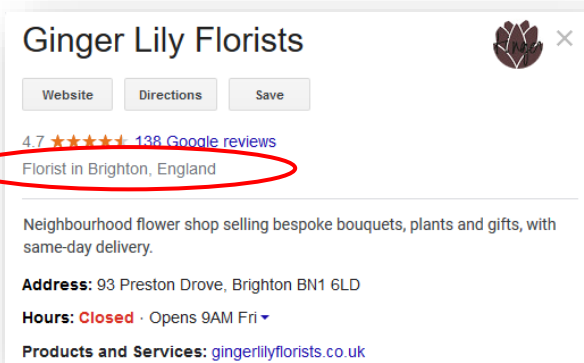 Ginger Lily Florists
Website Directions Save
4.7 138 Google reviews
Florist in Brighton, England
Neighbourhood flower shop selling bespoke bouquets, plants and gifts, with
same-day delivery.
Address: 93 Preston Drove, Brighton BN1 6LD
Hours: Closed · Opens 9AM Fri
Products and Services: gingerlilyflorists.co.uk